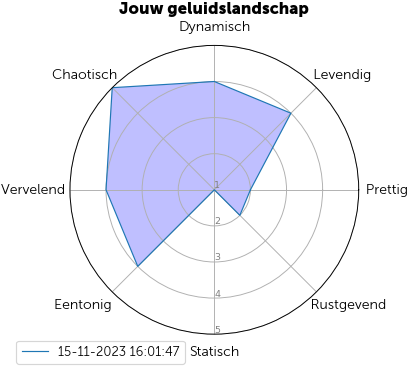 Jouw geluidslandschap
Dynamisch
Chaotisch
Levendig
Vervelend
1
Prettig
2
3
4
Eentonig
Rustgevend
5
15-11-2023 16:01:47
Statisch